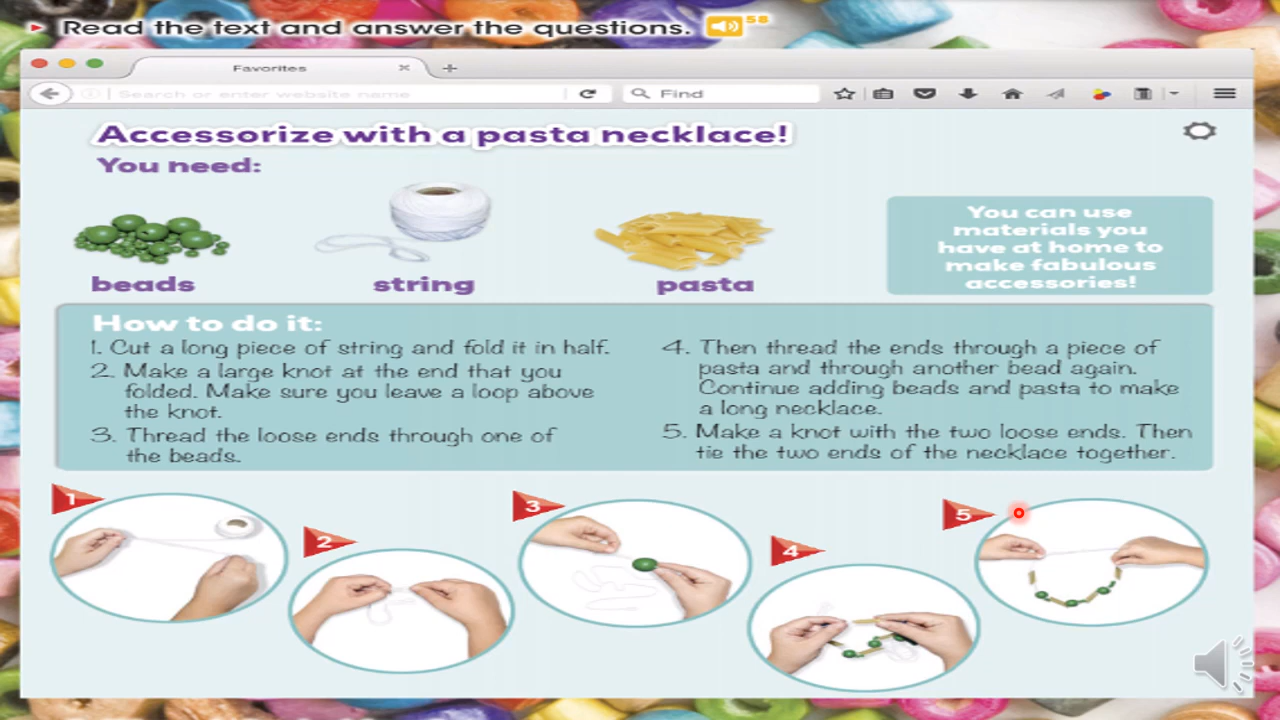 Read the text and answer the questions.
58
Favorites
Search or enter website name
Find
Accessorize with a pasta necklace!
You need:
beads
string
pasta
You can use
materials you
have at home to
make fabulous
accessories!
How to do it:
1. Cut a long piece of string and fold it in half.
2. Make a large knot at the end that you
folded. Make sure you leave a loop above
the knot.
3. Thread the loose ends through one of
the beads.
4. Then thread the ends through a piece of
pasta and through another bead again.
Continue adding beads and pasta to make
a long necklace.
5. Make a knot with the two loose ends. Then
tie the two ends of the necklace together.
1
2
3
4
5